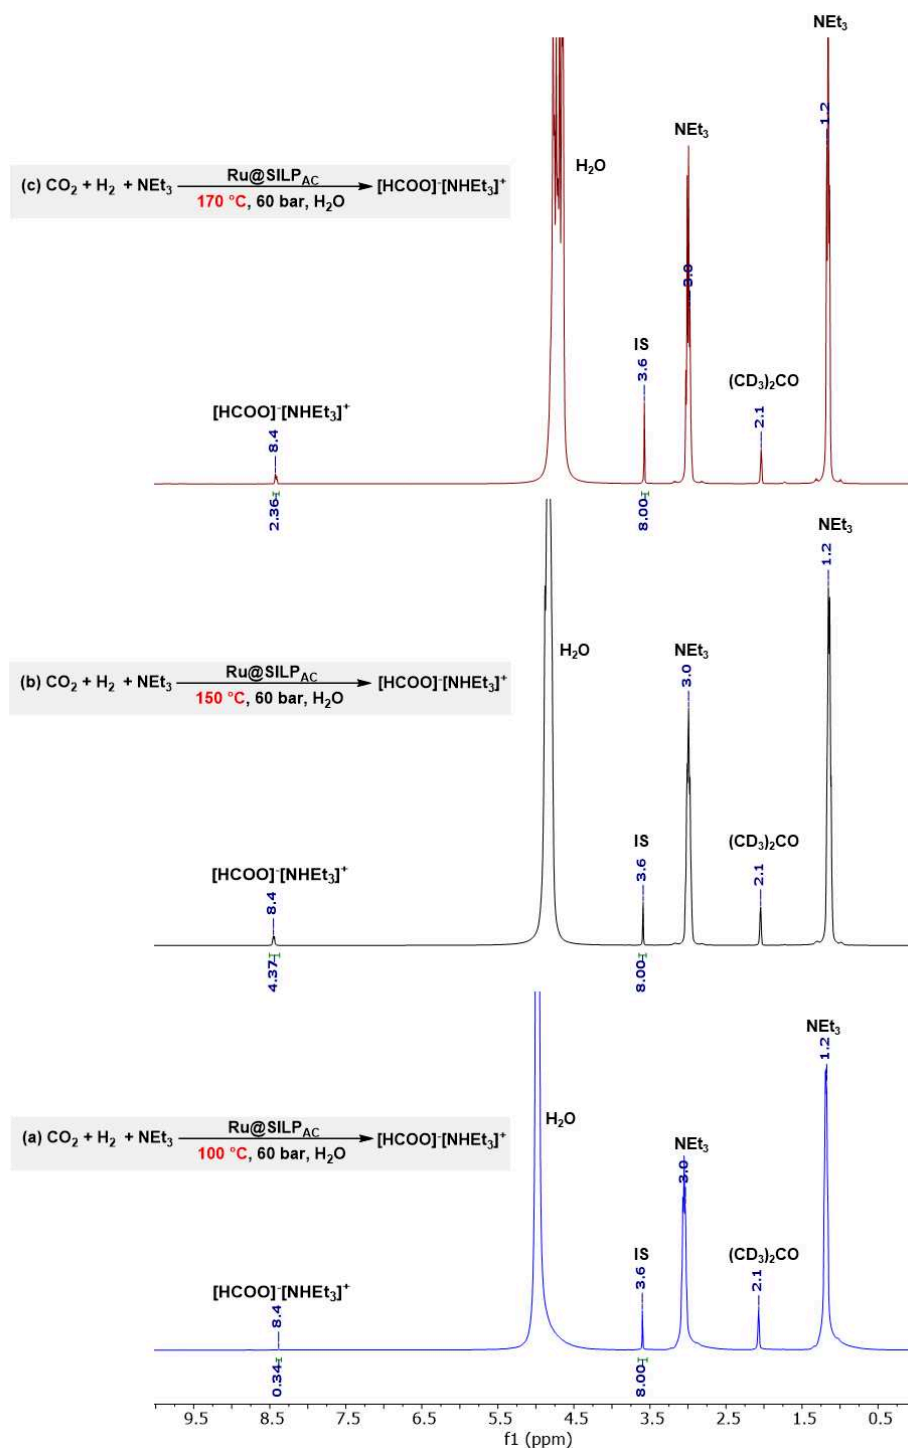 NEt₃
1.2
NEt₃
H₂O
(c) CO₂ + H₂ + NEt₃ Ru@SILP_AC [HCOO]⁻[NHEt₃]⁺
170 °C, 60 bar, H₂O
3.0
IS
3.6
(CD₃)₂CO
2.1
[HCOO]⁻[NHEt₃]⁺
8.4
2.36
8.00
NEt₃
1.2
H₂O
NEt₃
3.0
(b) CO₂ + H₂ + NEt₃ Ru@SILP_AC [HCOO]⁻[NHEt₃]⁺
150 °C, 60 bar, H₂O
IS
3.6
(CD₃)₂CO
2.1
[HCOO]⁻[NHEt₃]⁺
8.4
4.37
8.00
NEt₃
1.2
H₂O
(a) CO₂ + H₂ + NEt₃ Ru@SILP_AC [HCOO]⁻[NHEt₃]⁺
100 °C, 60 bar, H₂O
NEt₃
3.0
IS
3.6
(CD₃)₂CO
2.1
[HCOO]⁻[NHEt₃]⁺
8.4
0.34
8.00
9.5 8.5 7.5 6.5 5.5 4.5 3.5 2.5 1.5 0.5
f1 (ppm)